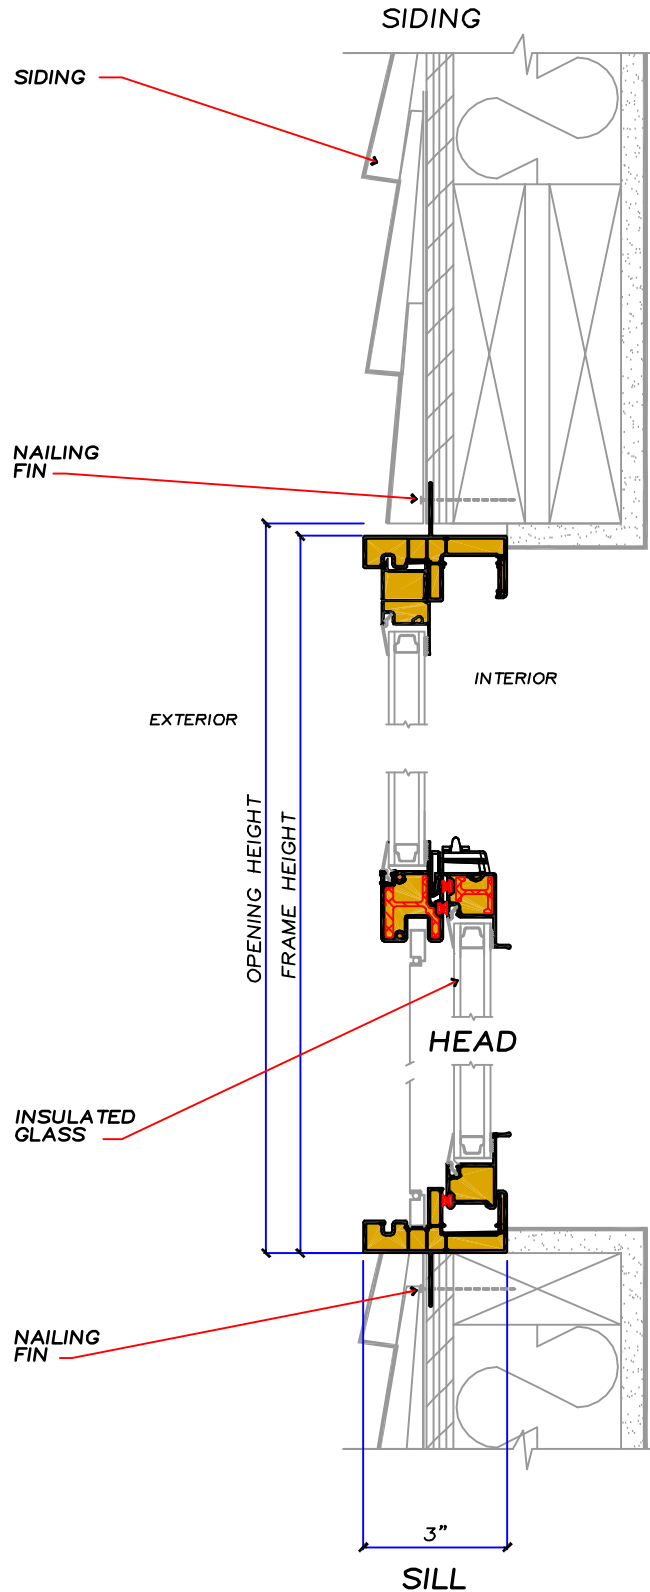 SIDING
SIDING
NAILING
FIN
INTERIOR
EXTERIOR
OPENING HEIGHT
FRAME HEIGHT
HEAD
INSULATED
GLASS
NAILING
FIN
3"
SILL